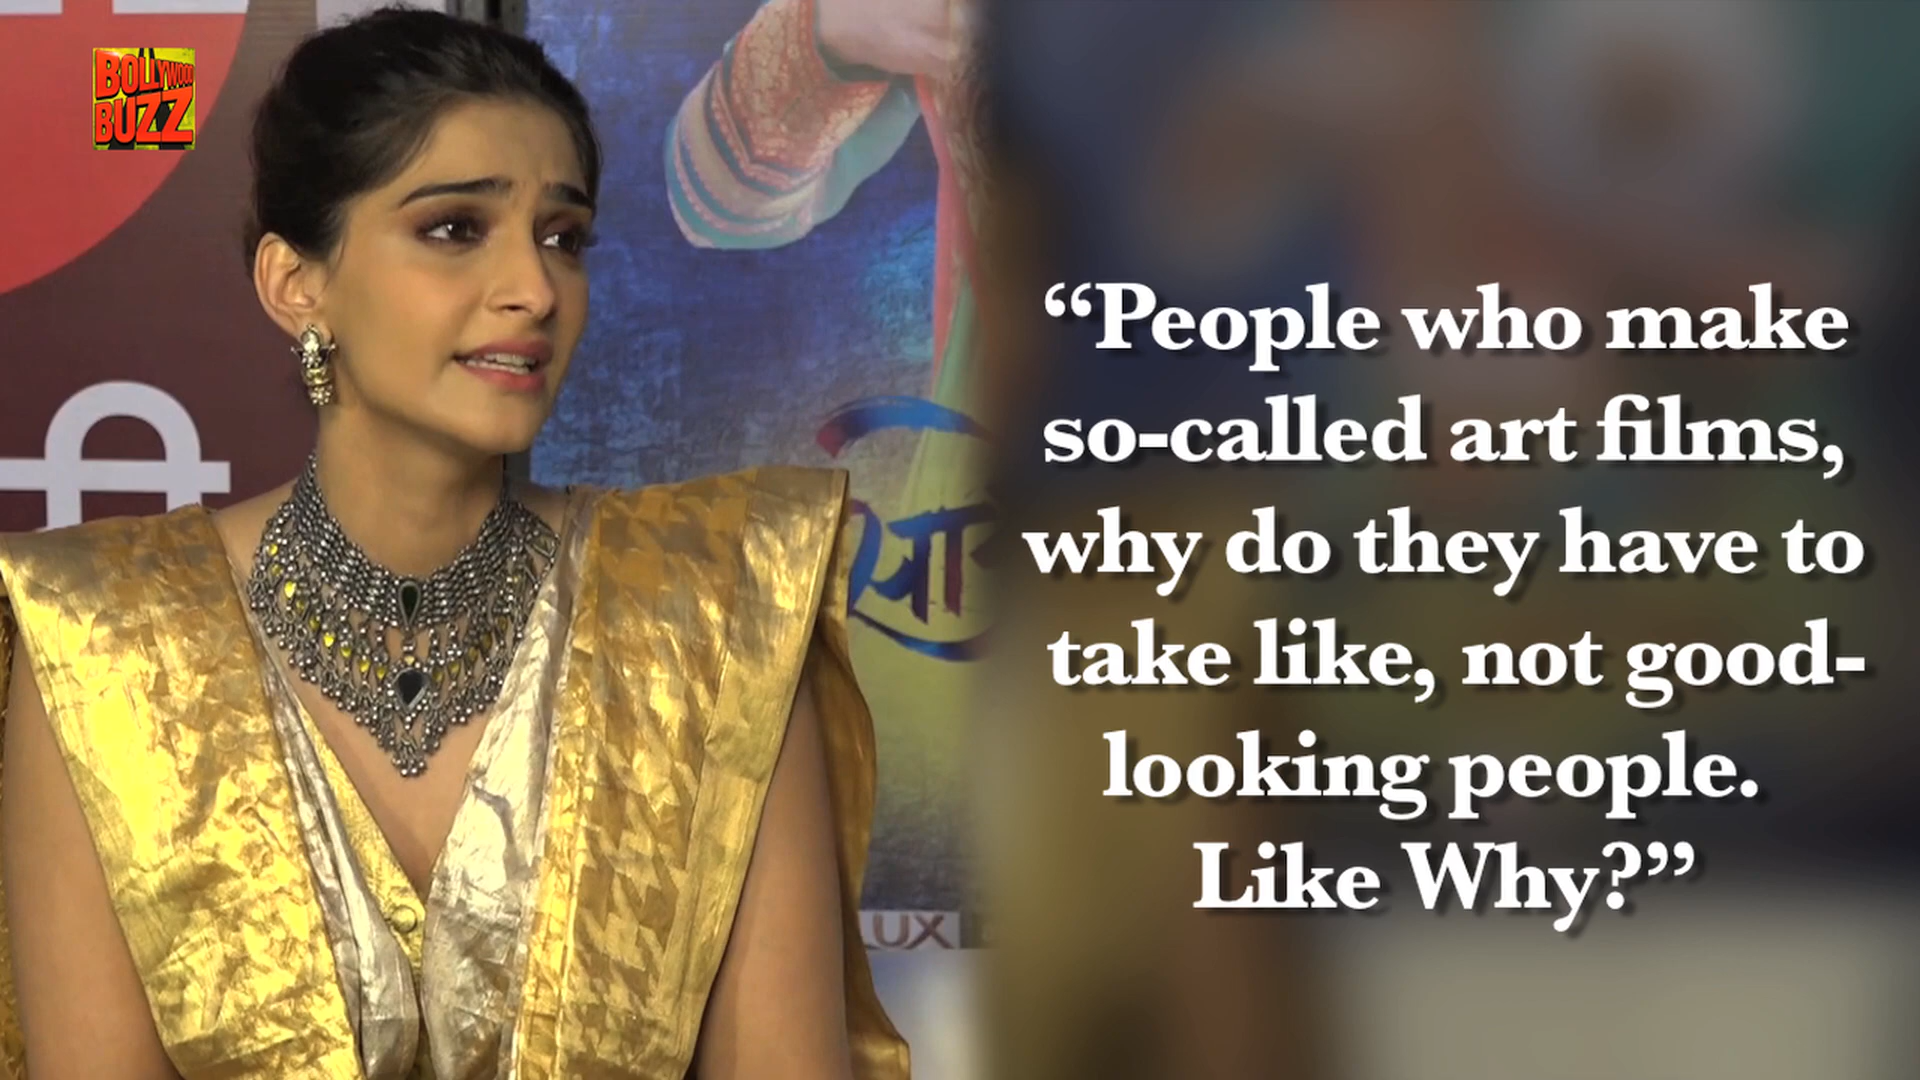 BOLLYWOOD
BUZZ
“People who make
so-called art films,
why do they have to
take like, not good-
looking people.
Like Why?”
LUX